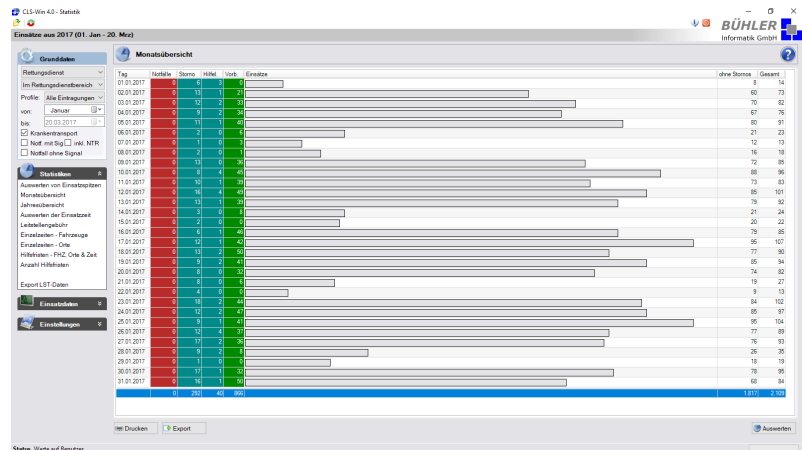 CLS-Win 4.0 - Statistik
BÜHLER
Informatik GmbH
Einsätze aus 2017 (01. Jan - 20. Mrz)
Grunddaten
Rettungsdienst
Im Rettungsdienstbereich
Profile: Alle Eintragungen
von: Januar
bis: 20.03.2017
Krankentransport
Notf. mit Sig inkl. NTR
Notfall ohne Signal
Statistiken
Auswerten von Einsatzspitzen
Monatsübersicht
Jahresübersicht
Auswerten der Einsatzzeit
Leitstellengebühr
Einzelzeiten - Fahrzeuge
Einzelzeiten - Orte
Hilfsfristen - FHZ, Orte & Zeit
Anzahl Hilfsfristen
Export LST-Daten
Einsatzdaten
Einstellungen
Monatsübersicht
Tag Notfälle Storno Hilfel Vorb. Einsätze ohne Stornos Gesamt
01.01.2017 0 6 3 0 8 14
02.01.2017 0 13 1 21 60 73
03.01.2017 0 12 2 33 70 82
04.01.2017 0 9 2 34 67 76
05.01.2017 0 11 1 40 80 91
06.01.2017 0 2 0 6 21 23
07.01.2017 0 1 0 3 12 13
08.01.2017 0 2 0 1 16 18
09.01.2017 0 13 0 36 72 85
10.01.2017 0 8 4 45 88 96
11.01.2017 0 10 1 39 73 83
12.01.2017 0 16 4 49 85 101
13.01.2017 0 13 1 39 79 92
14.01.2017 0 3 0 8 21 24
15.01.2017 0 2 0 0 20 22
16.01.2017 0 6 1 46 79 85
17.01.2017 0 12 1 42 95 107
18.01.2017 0 13 2 50 77 90
19.01.2017 0 9 2 41 85 94
20.01.2017 0 8 0 32 74 82
21.01.2017 0 8 0 6 19 27
22.01.2017 0 4 0 0 9 13
23.01.2017 0 18 2 44 84 102
24.01.2017 0 12 2 47 85 97
25.01.2017 0 9 1 41 95 104
26.01.2017 0 12 4 37 77 89
27.01.2017 0 17 2 36 76 93
28.01.2017 0 9 2 8 26 35
29.01.2017 0 1 0 0 18 19
30.01.2017 0 17 1 32 78 95
31.01.2017 0 16 1 50 68 84
0 292 40 866 1.817 2.109
Drucken Export Auswerten
Status Warte auf Benutzer